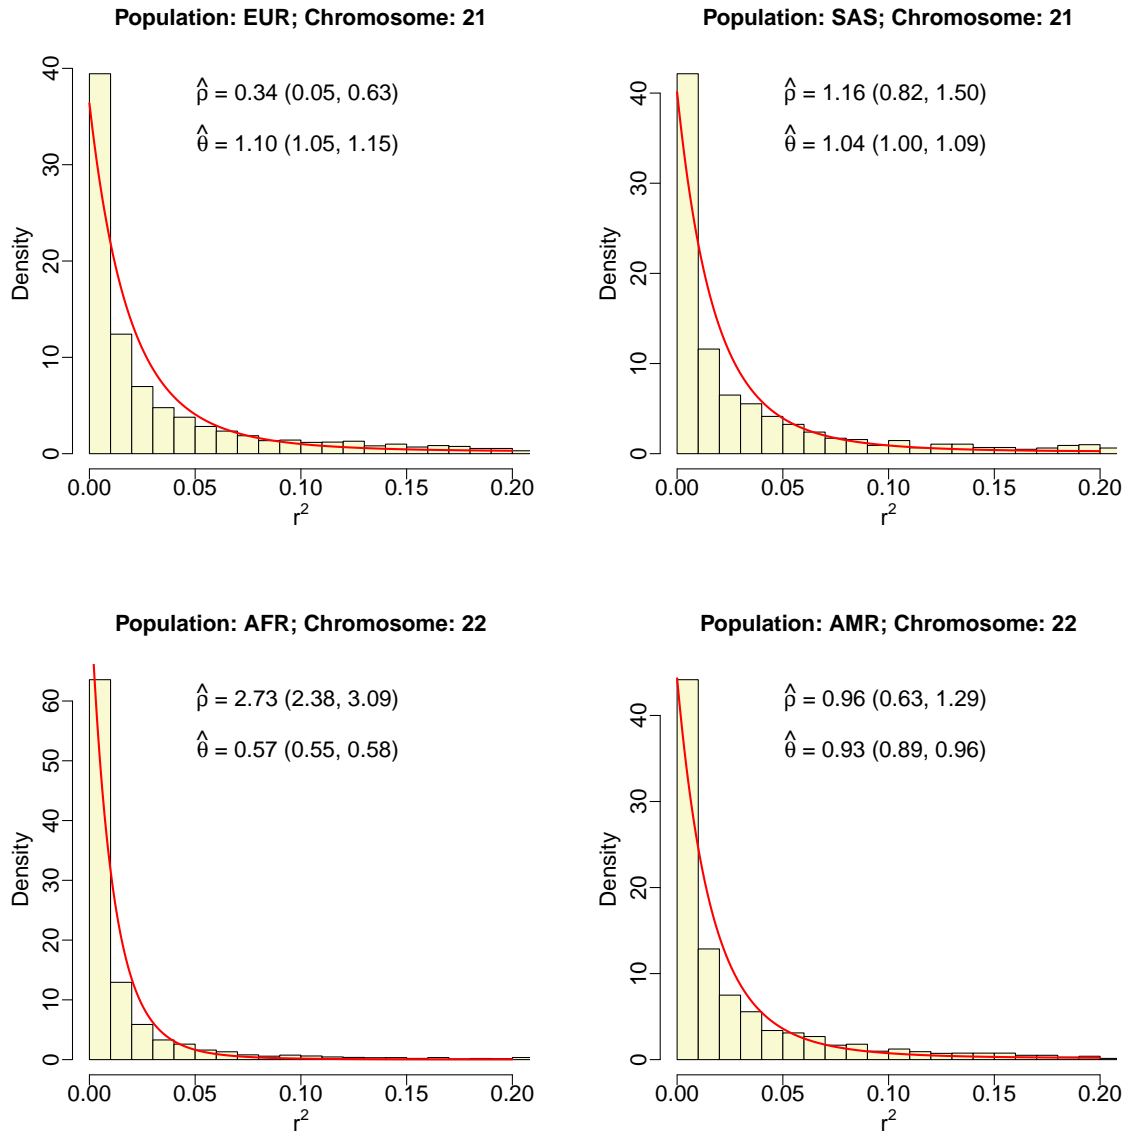 Population: EUR; Chromosome: 21
ρ̂ = 0.34 (0.05, 0.63)
θ̂ = 1.10 (1.05, 1.15)
Density
40
30
20
10
0
0.00 0.05 0.10 0.15 0.20
r²
Population: SAS; Chromosome: 21
ρ̂ = 1.16 (0.82, 1.50)
θ̂ = 1.04 (1.00, 1.09)
Density
40
30
20
10
0
0.00 0.05 0.10 0.15 0.20
r²
Population: AFR; Chromosome: 22
ρ̂ = 2.73 (2.38, 3.09)
θ̂ = 0.57 (0.55, 0.58)
Density
60
50
40
30
20
10
0
0.00 0.05 0.10 0.15 0.20
r²
Population: AMR; Chromosome: 22
ρ̂ = 0.96 (0.63, 1.29)
θ̂ = 0.93 (0.89, 0.96)
Density
40
30
20
10
0
0.00 0.05 0.10 0.15 0.20
r²